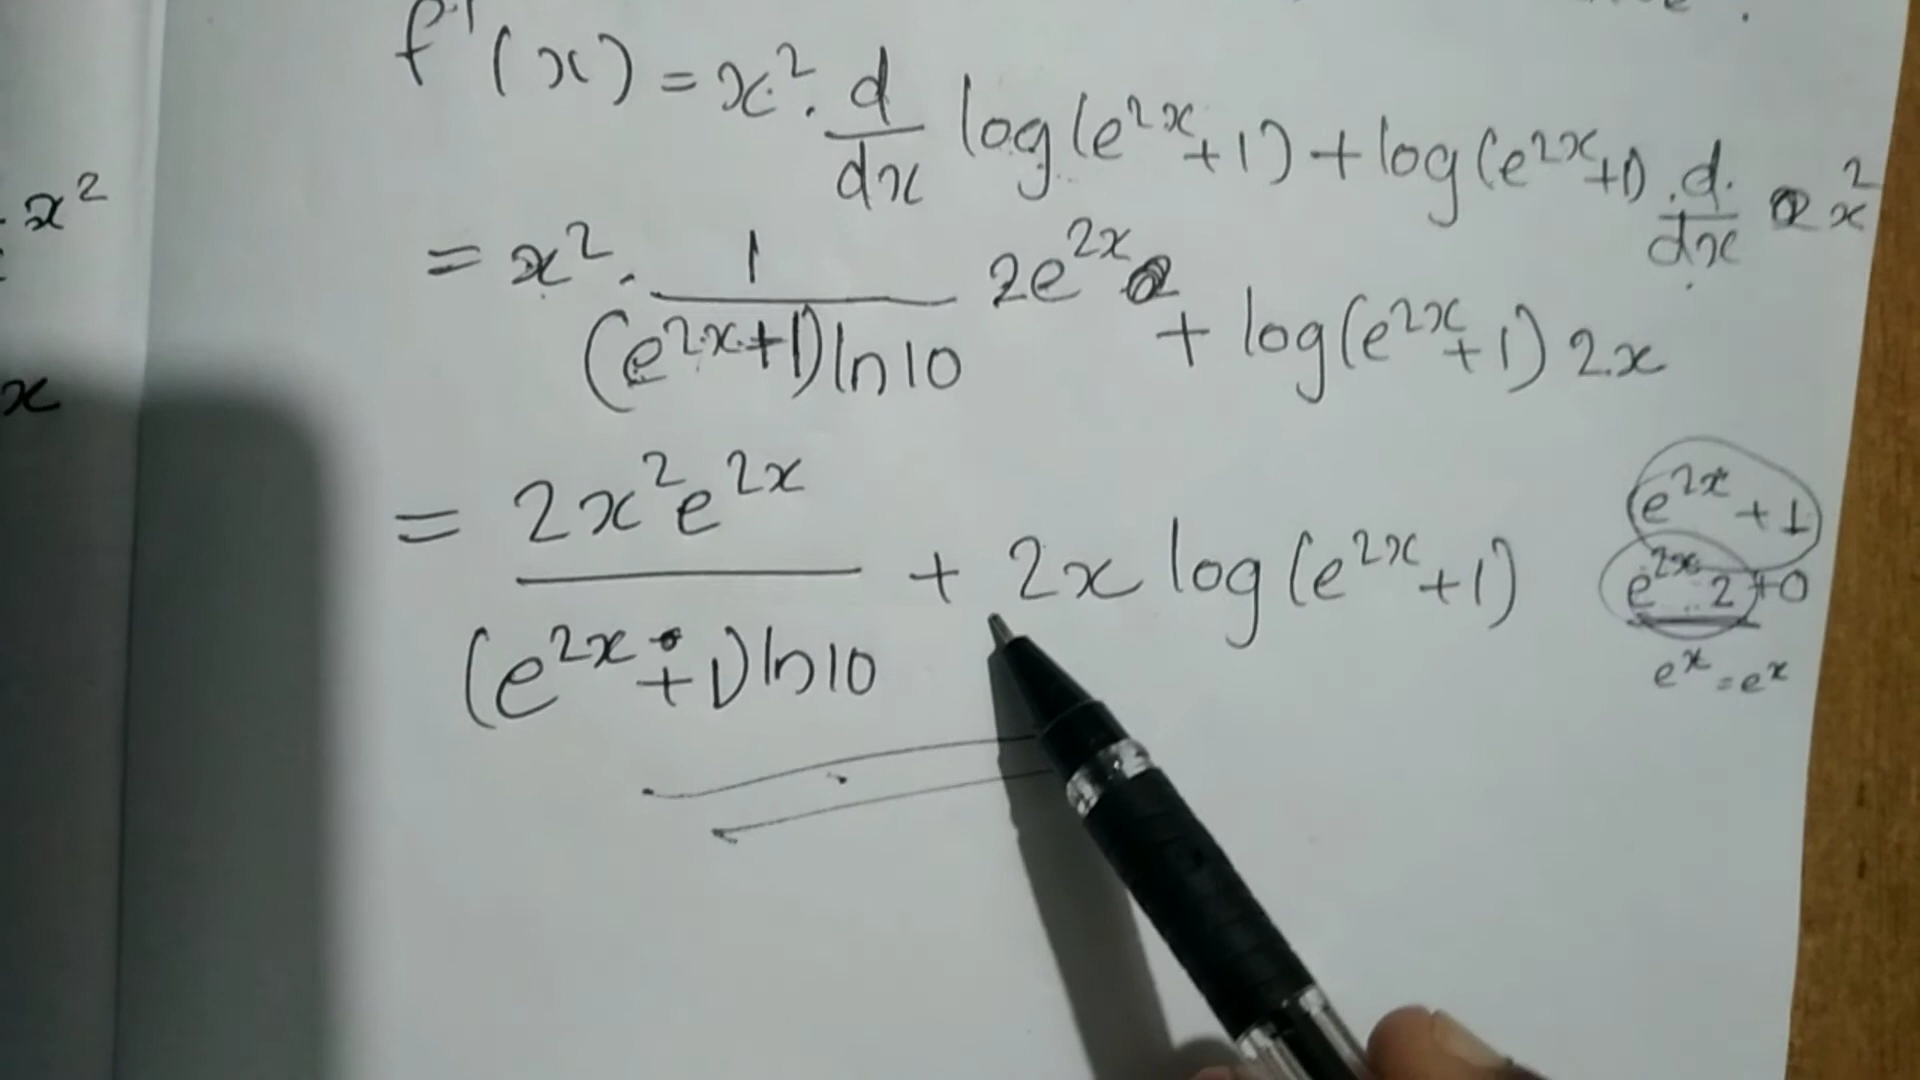 f'(x) = x². d/dx log(e^2x+1) + log(e^2x+1) . d/dx x²
= x². 1/(e^2x+1)ln10 2e^2x + log(e^2x+1) 2x
= 2x²e^2x/(e^2x+1)ln10 + 2x log(e^2x+1)
e^2x + 1
e^2x . 2 + 0
e^x = e^x
x²
x